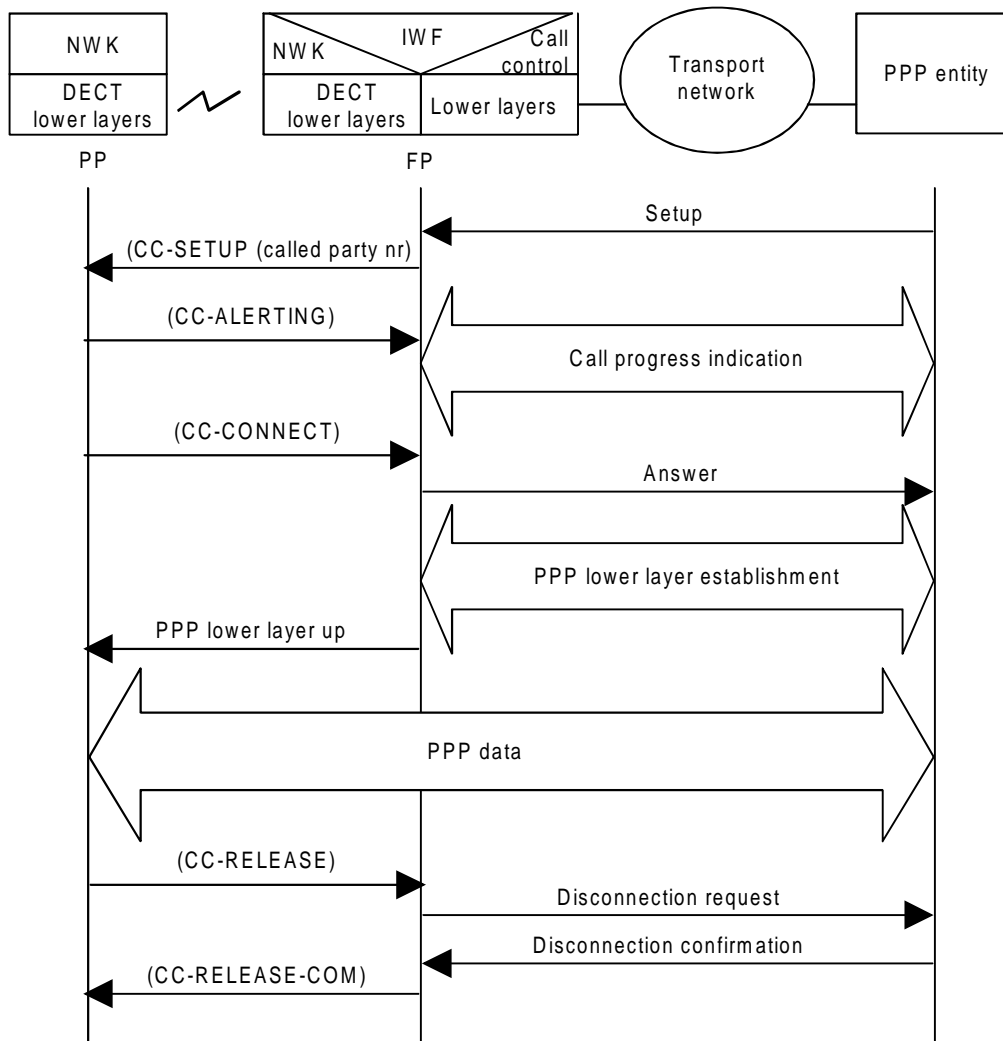 NWK
DECT
lower layers
NWK
IWF
Call
control
DECT
lower layers
Lower layers
Transport
network
PPP entity
PP
FP
Setup
(CC-SETUP (called party nr)
(CC-ALERTING)
Call progress indication
(CC-CONNECT)
Answer
PPP lower layer establishment
PPP lower layer up
PPP data
(CC-RELEASE)
Disconnection request
Disconnection confirmation
(CC-RELEASE-COM)